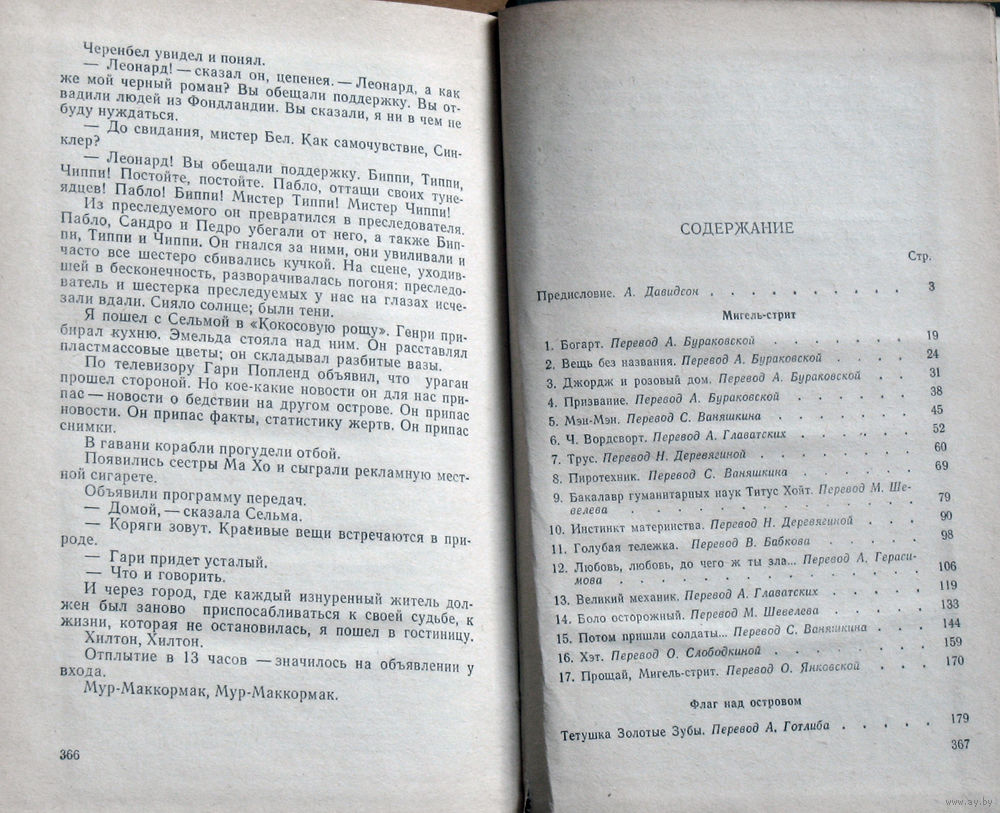 Черенбел увидел и понял.
— Леонард! — сказал он, цепенея. — Леонард, а как
же мой черный роман? Вы обещали поддержку. Вы от-
вадили людей из Фондландии. Вы сказали, я ни в чем не
буду нуждаться.
— До свидания, мистер Бел. Как самочувствие, Син-
клер?
— Леонард! Вы обещали поддержку. Биппи, Типпи,
Чиппи! Постойте, постойте. Пабло, оттащи своих туне-
ядцев! Пабло! Биппи! Мистер Типпи! Мистер Чиппи!
Из преследуемого он превратился в преследователя.
Пабло, Сандро и Педро убегали от него, а также Бип-
пи, Типпи и Чиппи. Он гнался за ними, они увиливали и
часто все шестеро сбивались кучкой. На сцене, уходив-
шей в бесконечность, разворачивалась погоня: преследо-
ватель и шестерка преследуемых у нас на глазах исче-
зали вдали. Сияло солнце; были тени.
Я пошел с Сельмой в «Кокосовую рощу». Генри при-
бирал кухню. Эмельда стояла над ним. Он расставлял
пластмассовые цветы; он складывал разбитые вазы.
По телевизору Гари Попленд объявил, что ураган
прошел стороной. Но кое-какие новости он для нас при-
пас — новости о бедствии на другом острове. Он припас
новости. Он припас факты, статистику жертв. Он припас
снимки.
В гавани корабли прогудели отбой.
Появились сестры Ма Хо и сыграли рекламную мест-
ной сигарете.
Объявили программу передач.
— Домой, — сказала Сельма.
— Коряги зовут. Красивые вещи встречаются в при-
роде.
— Гари придет усталый.
— Что и говорить.
И через город, где каждый изнуренный житель дол-
жен был заново приспосабливаться к своей судьбе, к
жизни, которая не остановилась, я пошел в гостиницу.
Хилтон, Хилтон.
Отплытие в 13 часов — значилось на объявлении у
входа.
Мур-Маккормак, Мур-Маккормак.
366
СОДЕРЖАНИЕ
Стр.
Предисловие. А. Давидсон . . . . . . . . . 3
Мигель-стрит
1. Богарт. Перевод А. Бураковской . . . . . . 19
2. Вещь без названия. Перевод А. Бураковской . . . . 24
3. Джордж и розовый дом. Перевод А. Бураковской . . 31
4. Призвание. Перевод А. Бураковской . . . . . 38
5. Мэн-Мэн. Перевод С. Ваняшкина . . . . . . 45
6. Ч. Вордсворт. Перевод А. Главатских . . . . . 52
7. Трус. Перевод Н. Деревягиной . . . . . . 60
8. Пиротехник. Перевод С. Ваняшкина . . . . . 69
9. Бакалавр гуманитарных наук Титус Хойт. Перевод М. Ше-
велева . . . . . . . . . . . 79
10. Инстинкт материнства. Перевод Н. Деревягиной . . . 90
11. Голубая тележка. Перевод В. Бабкова . . . . . 98
12. Любовь, любовь, до чего ж ты зла... Перевод А. Гераси-
мова . . . . . . . . . . . 106
13. Великий механик. Перевод А. Главатских . . . . 119
14. Боло осторожный. Перевод М. Шевелева . . . . 133
15. Потом пришли солдаты... Перевод С. Ваняшкина . . . 144
16. Хэт. Перевод О. Слободкиной . . . . . . 159
17. Прощай, Мигель-стрит. Перевод О. Янковской . . . 170
Флаг над островом
Тетушка Золотые Зубы. Перевод А. Готлиба . . . . . 179
367
www.ay.by